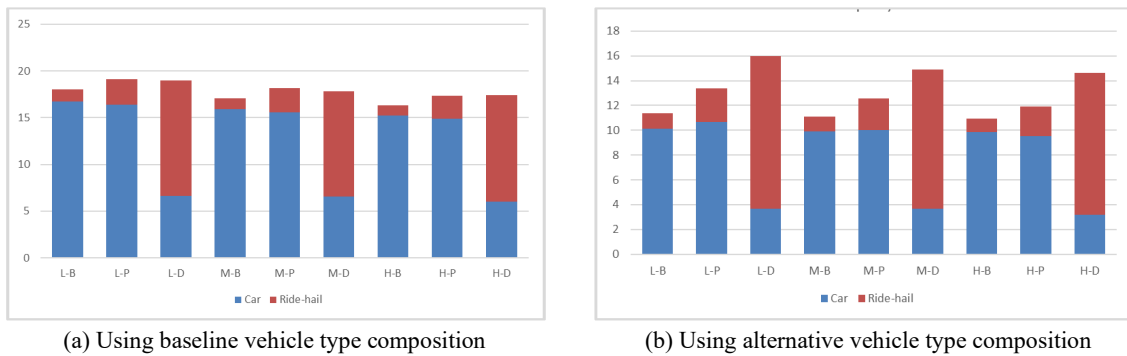 25
20
15
10
5
0
L-B L-P L-D M-B M-P M-D H-B H-P H-D
Car Ride-hail
(a) Using baseline vehicle type composition
18
16
14
12
10
8
6
4
2
0
L-B L-P L-D M-B M-P M-D H-B H-P H-D
Car Ride-hail
(b) Using alternative vehicle type composition